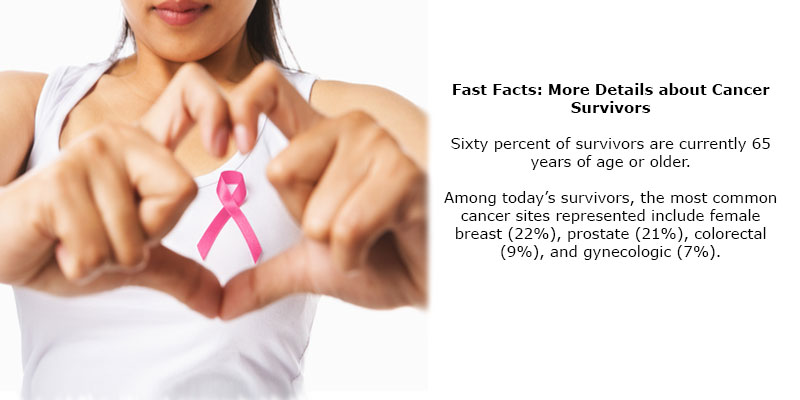 Fast Facts: More Details about Cancer
Survivors
Sixty percent of survivors are currently 65
years of age or older.
Among today’s survivors, the most common
cancer sites represented include female
breast (22%), prostate (21%), colorectal
(9%), and gynecologic (7%).